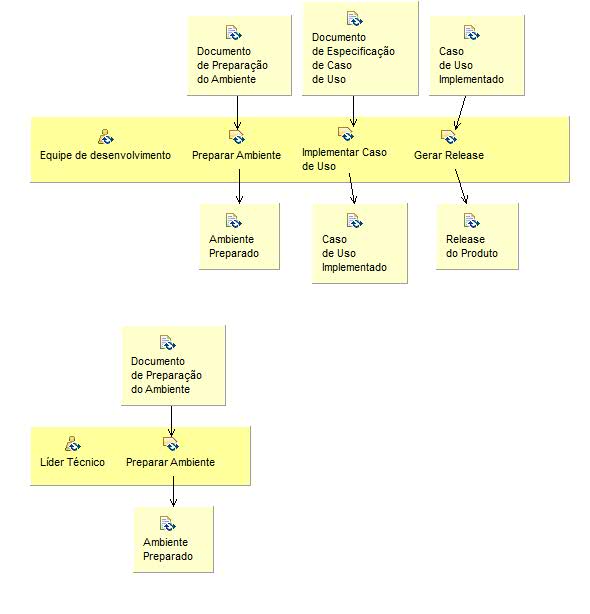 Documento
de Preparação
do Ambiente
Documento
de Especificação
de Caso
de Uso
Caso
de Uso
Implementado
Equipe de desenvolvimento
Preparar Ambiente
Implementar Caso
de Uso
Gerar Release
Ambiente
Preparado
Caso
de Uso
Implementado
Release
do Produto
Documento
de Preparação
do Ambiente
Líder Técnico
Preparar Ambiente
Ambiente
Preparado